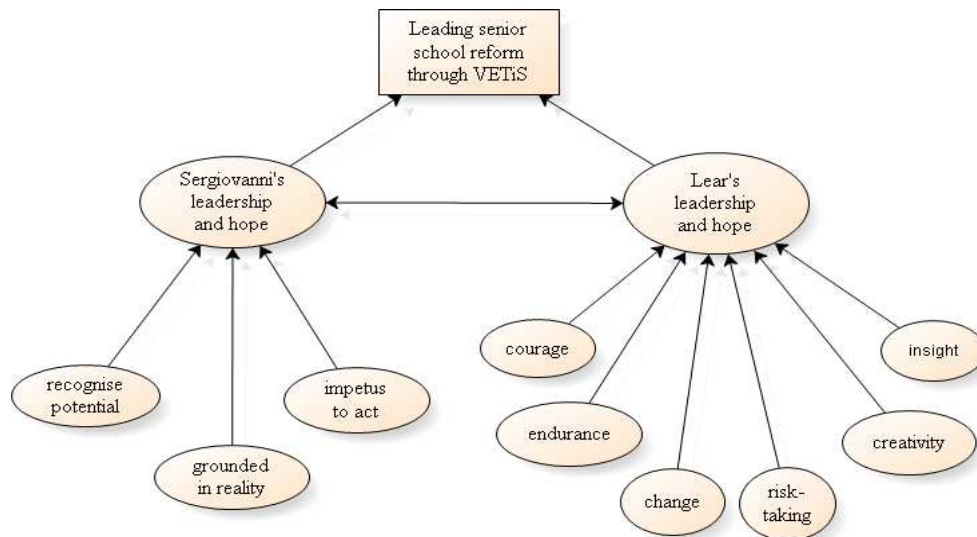 Leading senior
school reform
through VETiS
Sergiovanni's
leadership
and hope
Lear's
leadership
and hope
courage
insight
recognise
potential
impetus
to act
endurance
creativity
grounded
in reality
change
risk-
taking